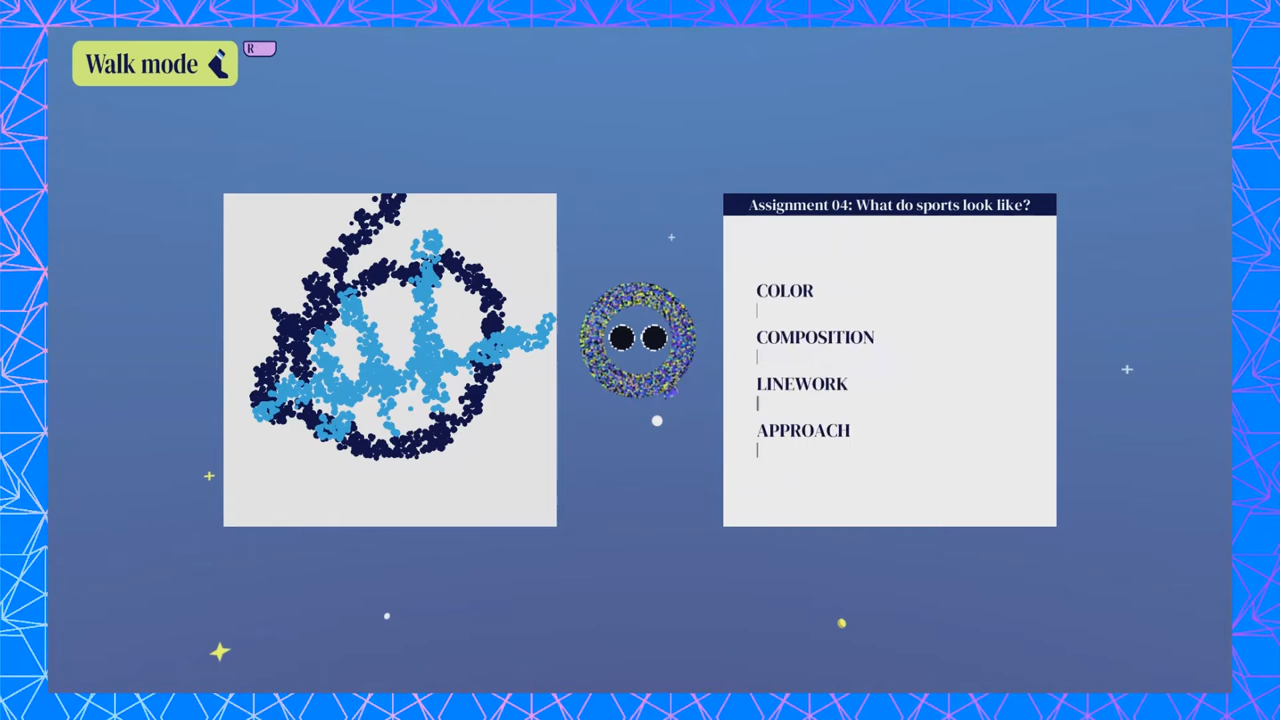 Walk mode
R
Assignment 04: What do sports look like?
COLOR
COMPOSITION
LINEWORK
APPROACH